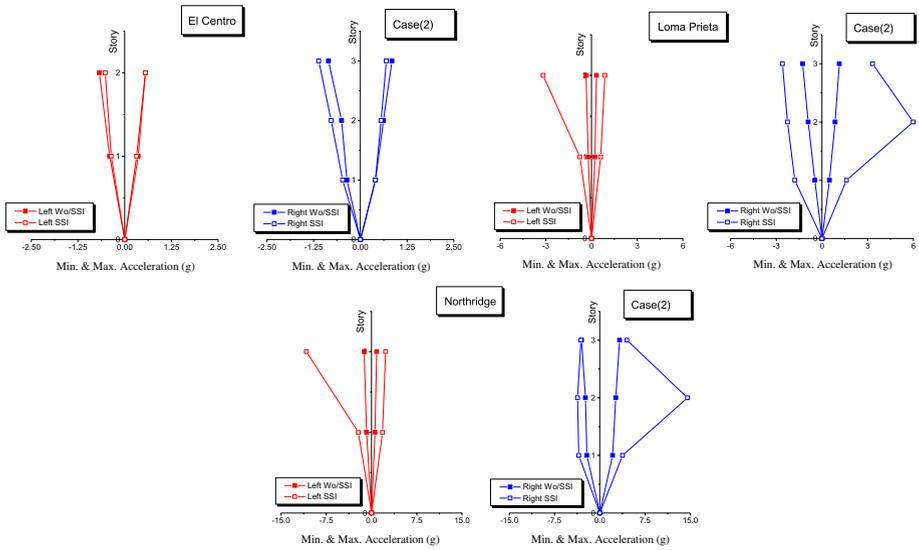 El Centro
Story
2
1
0
Left Wo/SSI
Left SSI
-2.50 -1.25 0.00 1.25 2.50
Min. & Max. Acceleration (g)
Case(2)
Story
3
2
1
0
Right Wo/SSI
Right SSI
-2.50 -1.25 0.00 1.25 2.50
Min. & Max. Acceleration (g)
Loma Prieta
Story
Left Wo/SSI
Left SSI
-6 -3 0 3 6
Min. & Max. Acceleration (g)
Case(2)
Story
3
2
1
0
Right Wo/SSI
Right SSI
-6 -3 0 3 6
Min. & Max. Acceleration (g)
Northridge
Story
0
Left Wo/SSI
Left SSI
-15.0 -7.5 0.0 7.5 15.0
Min. & Max. Acceleration (g)
Case(2)
Story
3
2
1
0
Right Wo/SSI
Right SSI
-15.0 -7.5 0.0 7.5 15.0
Min. & Max. Acceleration (g)